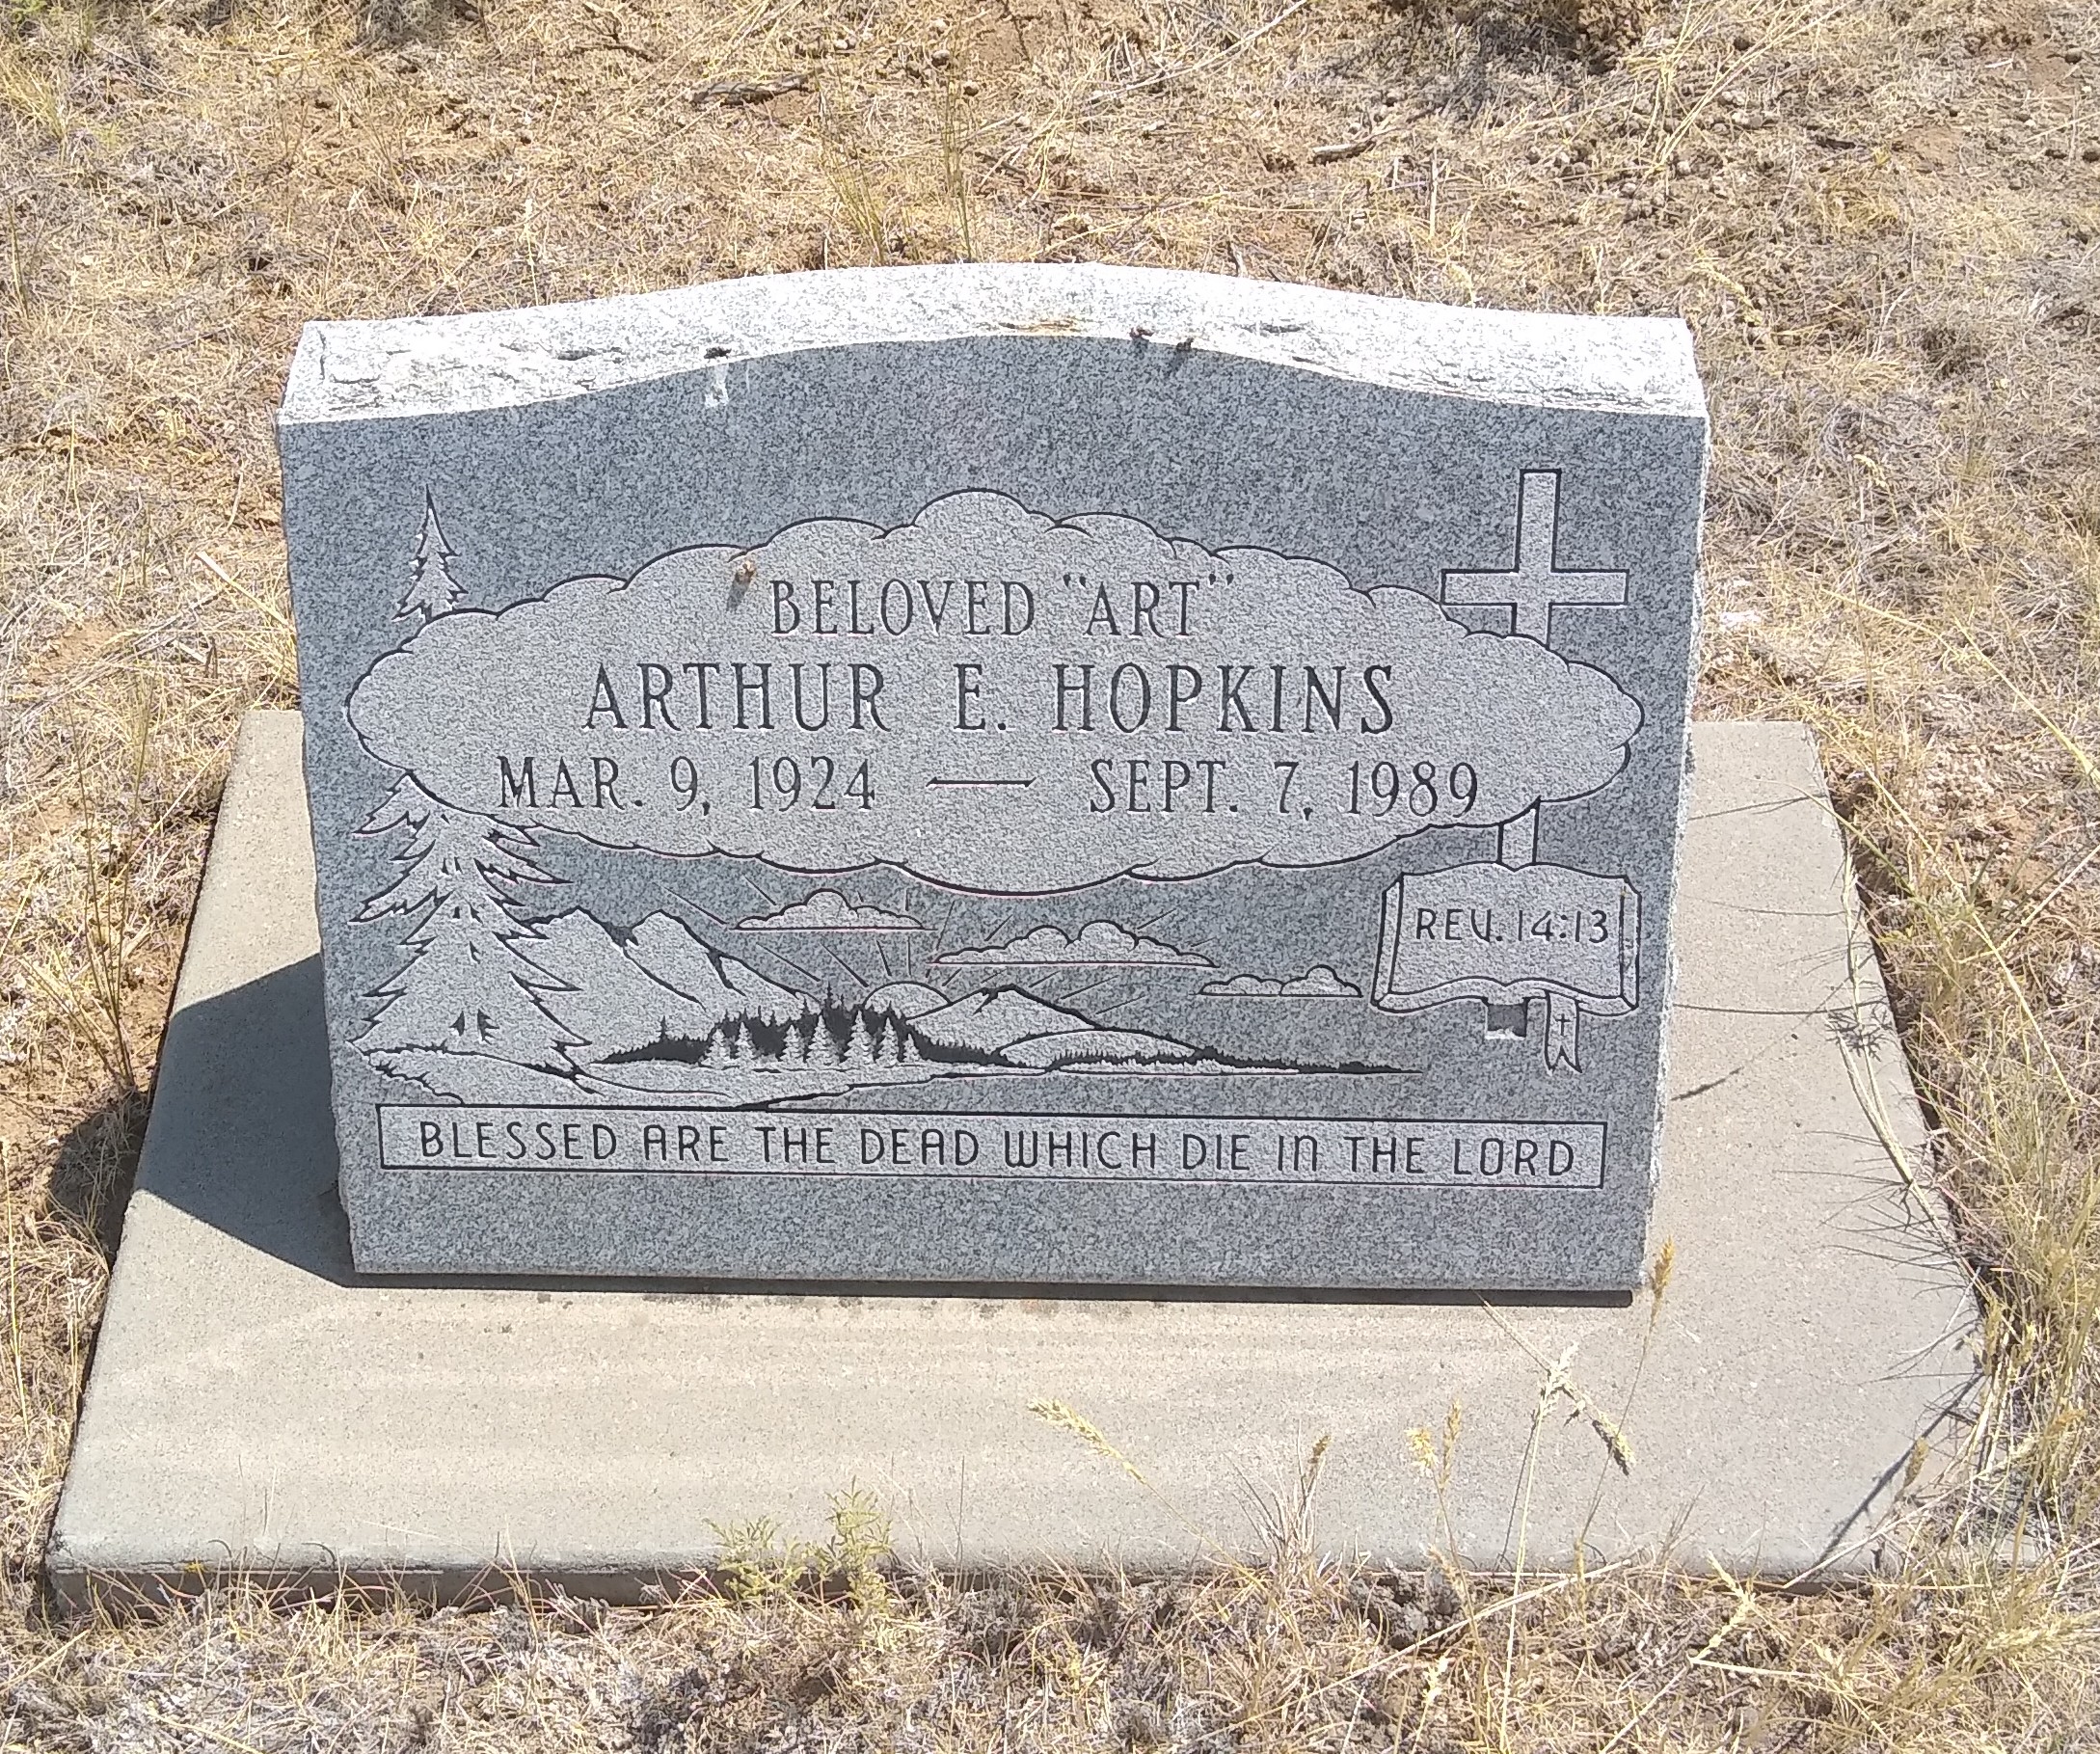 BELOVED "ART"
ARTHUR E. HOPKINS
MAR. 9, 1924 — SEPT. 7, 1989
REV. 14:13
BLESSED ARE THE DEAD WHICH DIE IN THE LORD